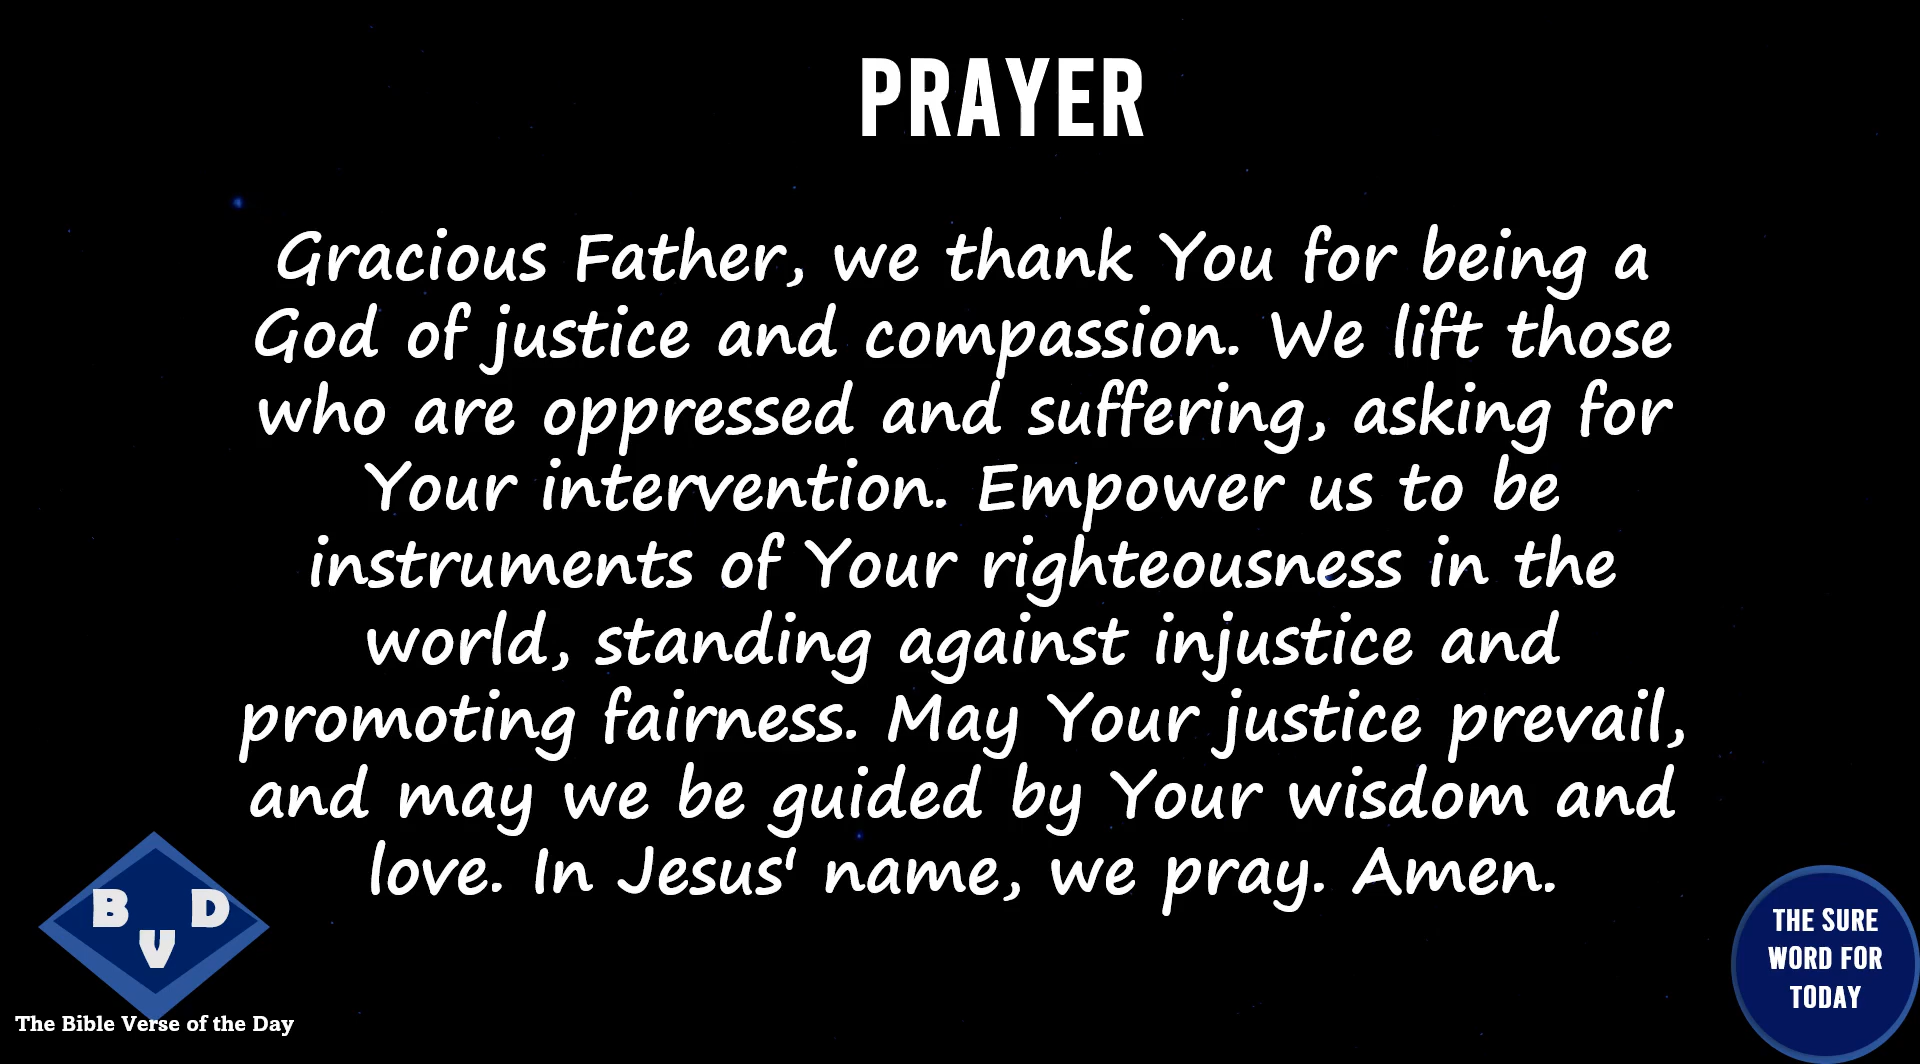 PRAYER
Gracious Father, we thank You for being a
God of justice and compassion. We lift those
who are oppressed and suffering, asking for
Your intervention. Empower us to be
instruments of Your righteousness in the
world, standing against injustice and
promoting fairness. May Your justice prevail,
and may we be guided by Your wisdom and
love. In Jesus' name, we pray. Amen.
B D
V
The Bible Verse of the Day
THE SURE
WORD FOR
TODAY